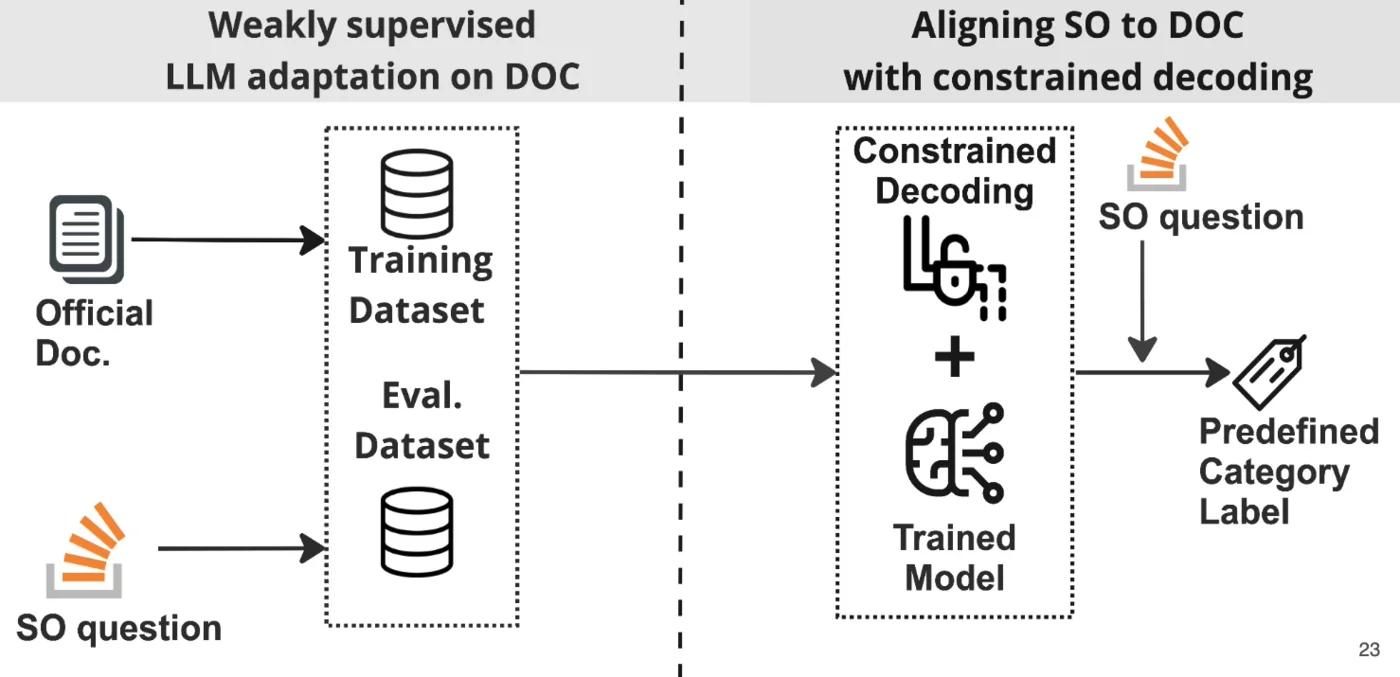 Weakly supervised
LLM adaptation on DOC
Aligning SO to DOC
with constrained decoding
Official
Doc.
SO question
Training
Dataset
Eval.
Dataset
Constrained
Decoding
+
Trained
Model
SO question
Predefined
Category
Label
23